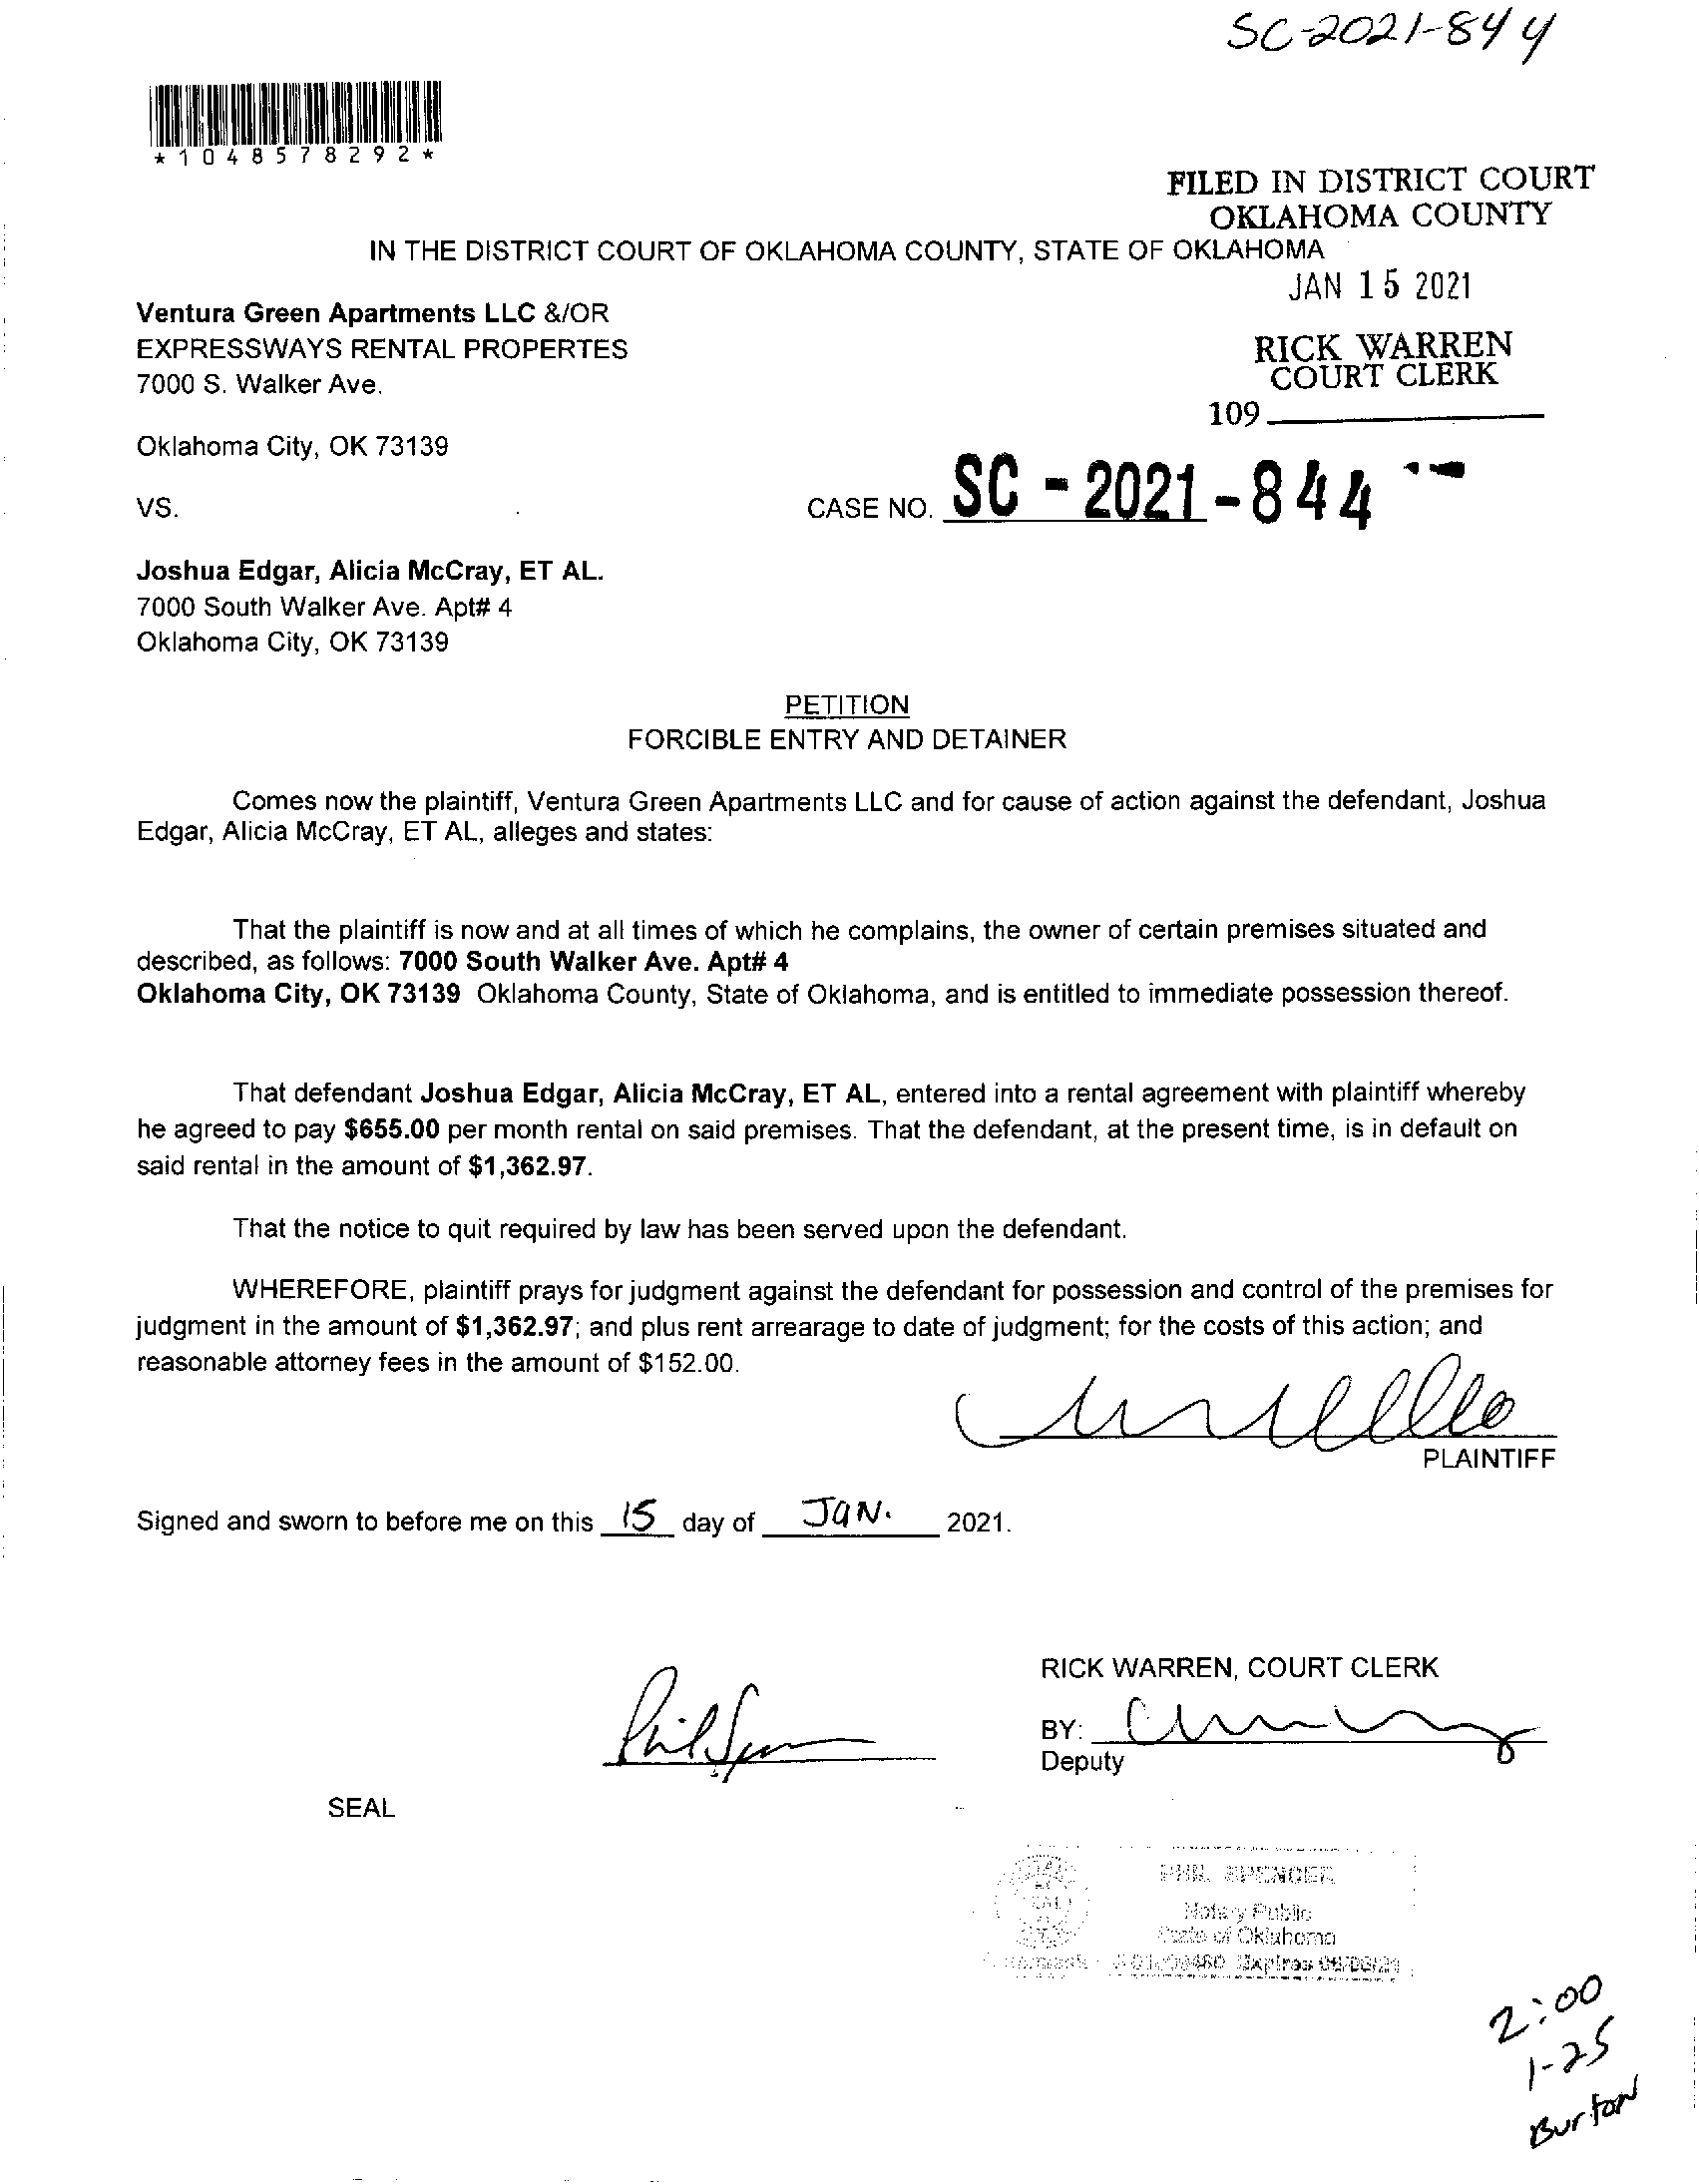 SC-2021-844
*1048578292*
FILED IN DISTRICT COURT
OKLAHOMA COUNTY
IN THE DISTRICT COURT OF OKLAHOMA COUNTY, STATE OF OKLAHOMA
JAN 15 2021
Ventura Green Apartments LLC &/OR
EXPRESSWAYS RENTAL PROPERTES
7000 S. Walker Ave.
RICK WARREN
COURT CLERK
109
Oklahoma City, OK 73139
VS.
CASE NO. SC - 2021 - 844
Joshua Edgar, Alicia McCray, ET AL.
7000 South Walker Ave. Apt# 4
Oklahoma City, OK 73139
PETITION
FORCIBLE ENTRY AND DETAINER
Comes now the plaintiff, Ventura Green Apartments LLC and for cause of action against the defendant, Joshua
Edgar, Alicia McCray, ET AL, alleges and states:
That the plaintiff is now and at all times of which he complains, the owner of certain premises situated and
described, as follows: 7000 South Walker Ave. Apt# 4
Oklahoma City, OK 73139 Oklahoma County, State of Oklahoma, and is entitled to immediate possession thereof.
That defendant Joshua Edgar, Alicia McCray, ET AL, entered into a rental agreement with plaintiff whereby
he agreed to pay $655.00 per month rental on said premises. That the defendant, at the present time, is in default on
said rental in the amount of $1,362.97.
That the notice to quit required by law has been served upon the defendant.
WHEREFORE, plaintiff prays for judgment against the defendant for possession and control of the premises for
judgment in the amount of $1,362.97; and plus rent arrearage to date of judgment; for the costs of this action; and
reasonable attorney fees in the amount of $152.00.
PLAINTIFF
Signed and sworn to before me on this 15 day of JAN. 2021.
RICK WARREN, COURT CLERK
BY:
Deputy
SEAL
PHIL SPENCER
Notary Public
State of Oklahoma
Expires
2:00
1-25
Burton